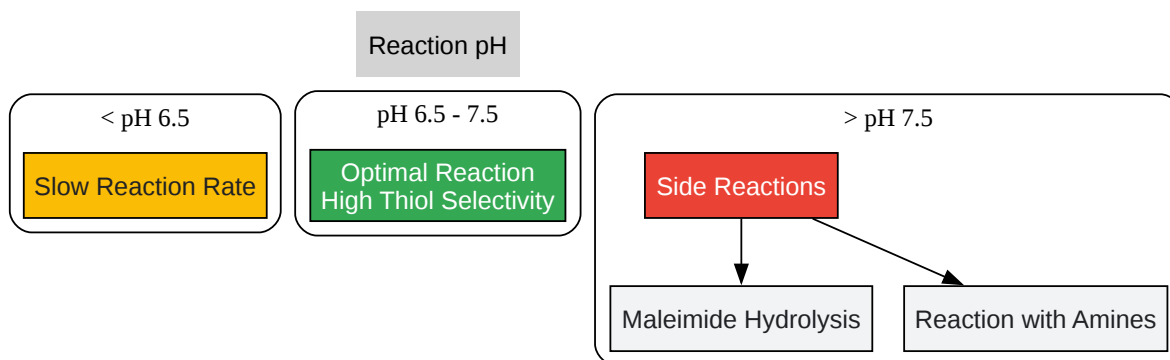 Reaction pH
< pH 6.5
Slow Reaction Rate
pH 6.5 - 7.5
Optimal Reaction
High Thiol Selectivity
> pH 7.5
Side Reactions
Maleimide Hydrolysis
Reaction with Amines